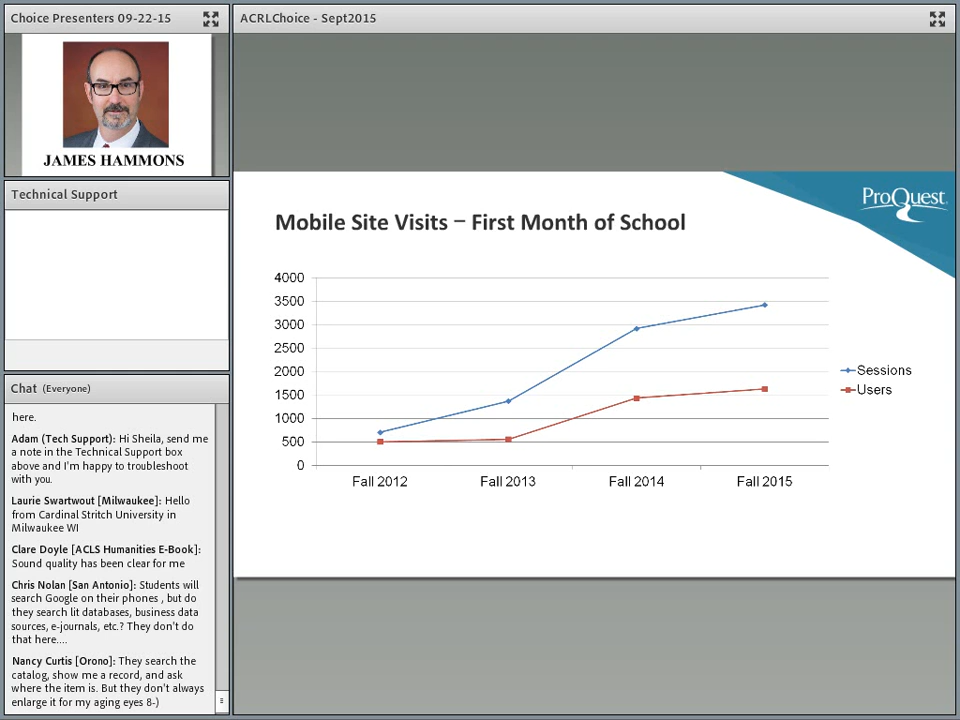 Choice Presenters 09-22-15
JAMES HAMMONS
Technical Support
Chat (Everyone)
here.
Adam (Tech Support): Hi Sheila, send me
a note in the Technical Support box
above and I'm happy to troubleshoot
with you.
Laurie Swartwout [Milwaukee]: Hello
from Cardinal Stritch University in
Milwaukee WI
Clare Doyle [ACLS Humanities E-Book]:
Sound quality has been clear for me
Chris Nolan [San Antonio]: Students will
search Google on their phones , but do
they search lit databases, business data
sources, e-journals, etc.? They don't do
that here....
Nancy Curtis [Orono]: They search the
catalog, show me a record, and ask
where the item is. But they don't always
enlarge it for my aging eyes 8-)
ACRLChoice - Sept2015
ProQuest
Mobile Site Visits – First Month of School
4000
3500
3000
2500
2000
1500
1000
500
0
Fall 2012 Fall 2013 Fall 2014 Fall 2015
Sessions
Users